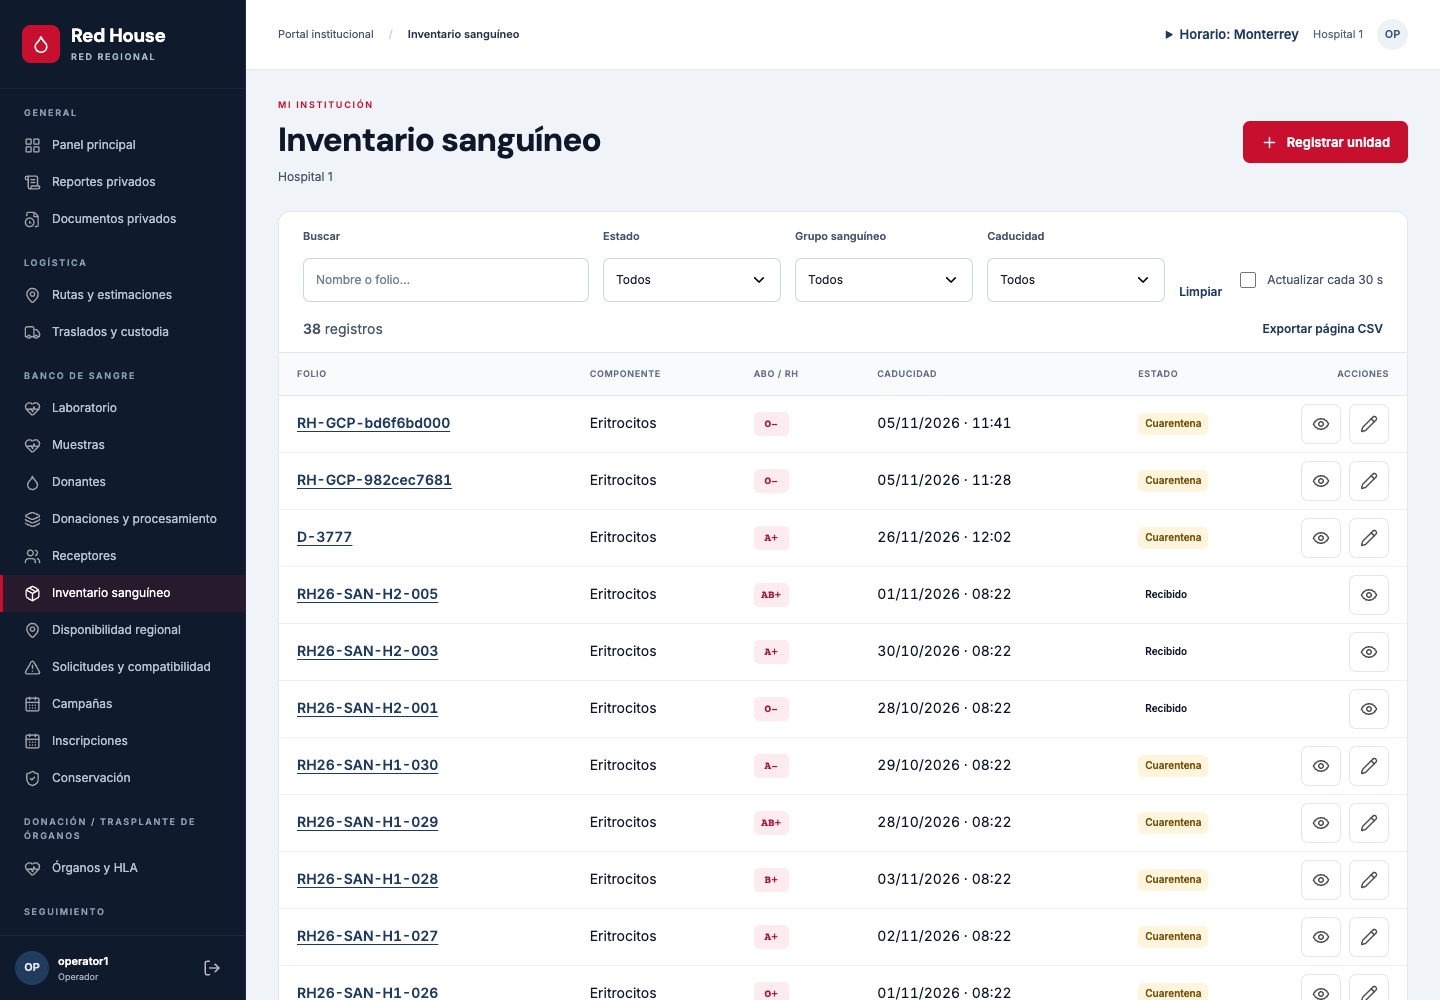 Red House
RED REGIONAL
GENERAL
Panel principal
Reportes privados
Documentos privados
LOGÍSTICA
Rutas y estimaciones
Traslados y custodia
BANCO DE SANGRE
Laboratorio
Muestras
Donantes
Donaciones y procesamiento
Receptores
Inventario sanguíneo
Disponibilidad regional
Solicitudes y compatibilidad
Campañas
Inscripciones
Conservación
DONACIÓN / TRASPLANTE DE
ÓRGANOS
Órganos y HLA
SEGUIMIENTO
OP
operator1
Operador
Portal institucional / Inventario sanguíneo
Horario: Monterrey Hospital 1 OP
MI INSTITUCIÓN
Inventario sanguíneo
Hospital 1
Registrar unidad
Buscar Estado Grupo sanguíneo Caducidad
Nombre o folio... Todos Todos Todos Limpiar Actualizar cada 30 s
38 registros Exportar página CSV
FOLIO COMPONENTE ABO / RH CADUCIDAD ESTADO ACCIONES
RH-GCP-bd6f6bd000 Eritrocitos O− 05/11/2026 · 11:41 Cuarentena
RH-GCP-982cec7681 Eritrocitos O− 05/11/2026 · 11:28 Cuarentena
D-3777 Eritrocitos A+ 26/11/2026 · 12:02 Cuarentena
RH26-SAN-H2-005 Eritrocitos AB+ 01/11/2026 · 08:22 Recibido
RH26-SAN-H2-003 Eritrocitos A+ 30/10/2026 · 08:22 Recibido
RH26-SAN-H2-001 Eritrocitos O− 28/10/2026 · 08:22 Recibido
RH26-SAN-H1-030 Eritrocitos A− 29/10/2026 · 08:22 Cuarentena
RH26-SAN-H1-029 Eritrocitos AB+ 28/10/2026 · 08:22 Cuarentena
RH26-SAN-H1-028 Eritrocitos B+ 03/11/2026 · 08:22 Cuarentena
RH26-SAN-H1-027 Eritrocitos A+ 02/11/2026 · 08:22 Cuarentena
RH26-SAN-H1-026 Eritrocitos O+ 01/11/2026 · 08:22 Cuarentena